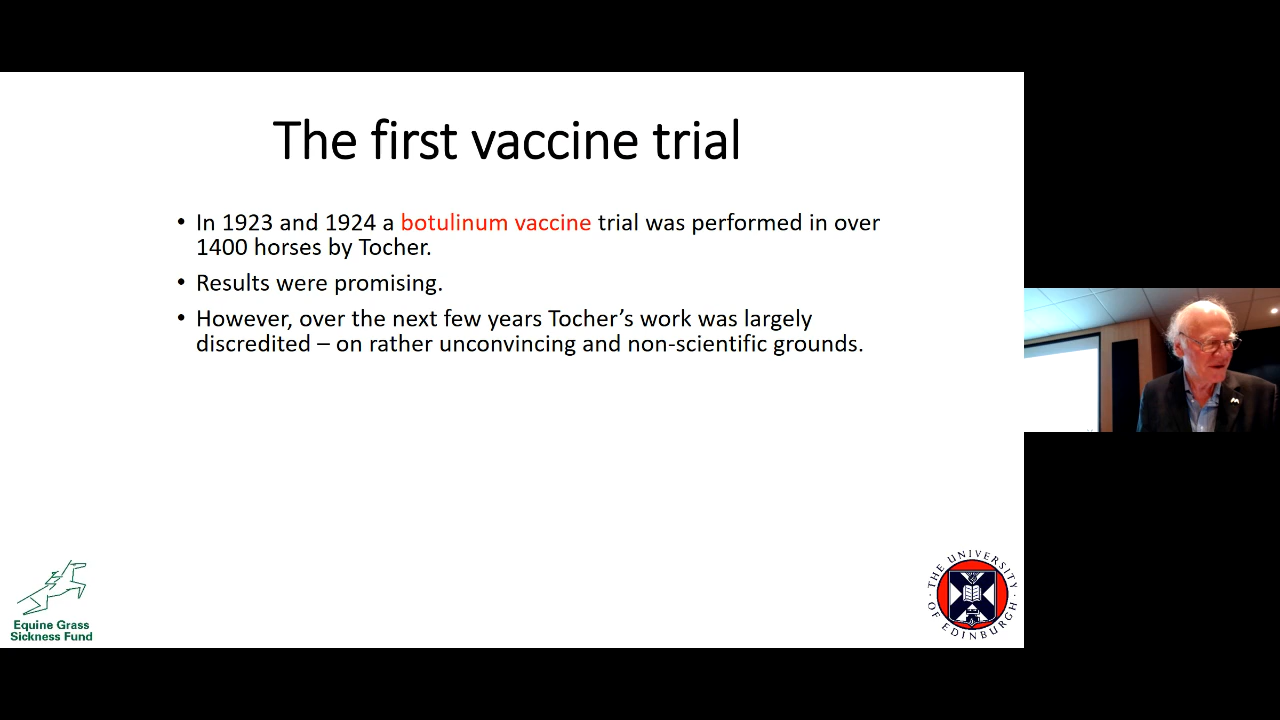 The first vaccine trial
• In 1923 and 1924 a botulinum vaccine trial was performed in over
1400 horses by Tocher.
• Results were promising.
• However, over the next few years Tocher’s work was largely
discredited – on rather unconvincing and non-scientific grounds.
Equine Grass
Sickness Fund
THE UNIVERSITY
OF EDINBURGH